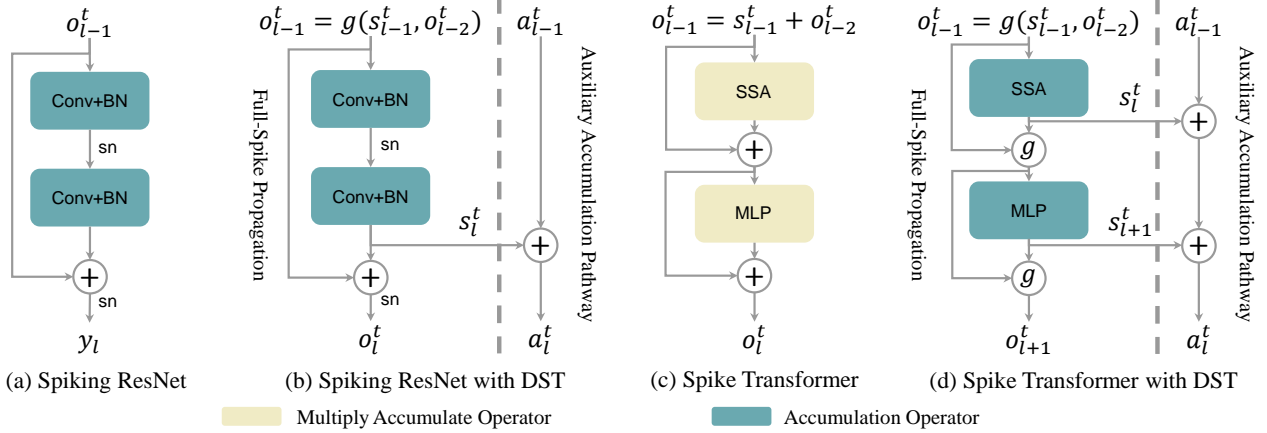 o_{l-1}^t
Conv+BN
sn
Conv+BN
+
sn
y_l
(a) Spiking ResNet
o_{l-1}^t = g(s_{l-1}^t, o_{l-2}^t)
a_{l-1}^t
Full-Spike Propagation
Conv+BN
sn
Conv+BN
s_l^t
+
+
sn
o_l^t
a_l^t
Auxiliary Accumulation Pathway
(b) Spiking ResNet with DST
o_{l-1}^t = s_{l-1}^t + o_{l-2}^t
SSA
+
MLP
+
o_l^t
(c) Spike Transformer
o_{l-1}^t = g(s_{l-1}^t, o_{l-2}^t)
a_{l-1}^t
Full-Spike Propagation
SSA
s_l^t
+
g
MLP
s_{l+1}^t
+
g
o_{l+1}^t
a_l^t
Auxiliary Accumulation Pathway
(d) Spike Transformer with DST
Multiply Accumulate Operator
Accumulation Operator